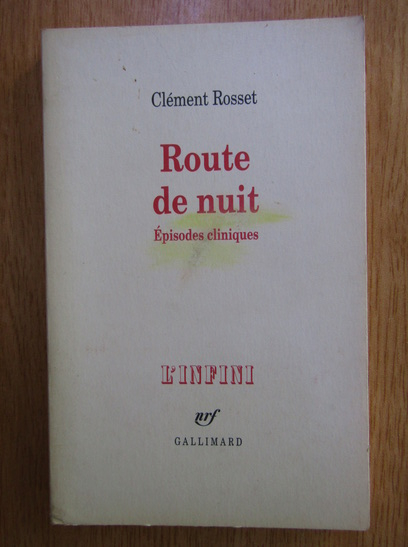 Clément Rosset
Route
de nuit
Épisodes cliniques
L'INFINI
nrf
GALLIMARD